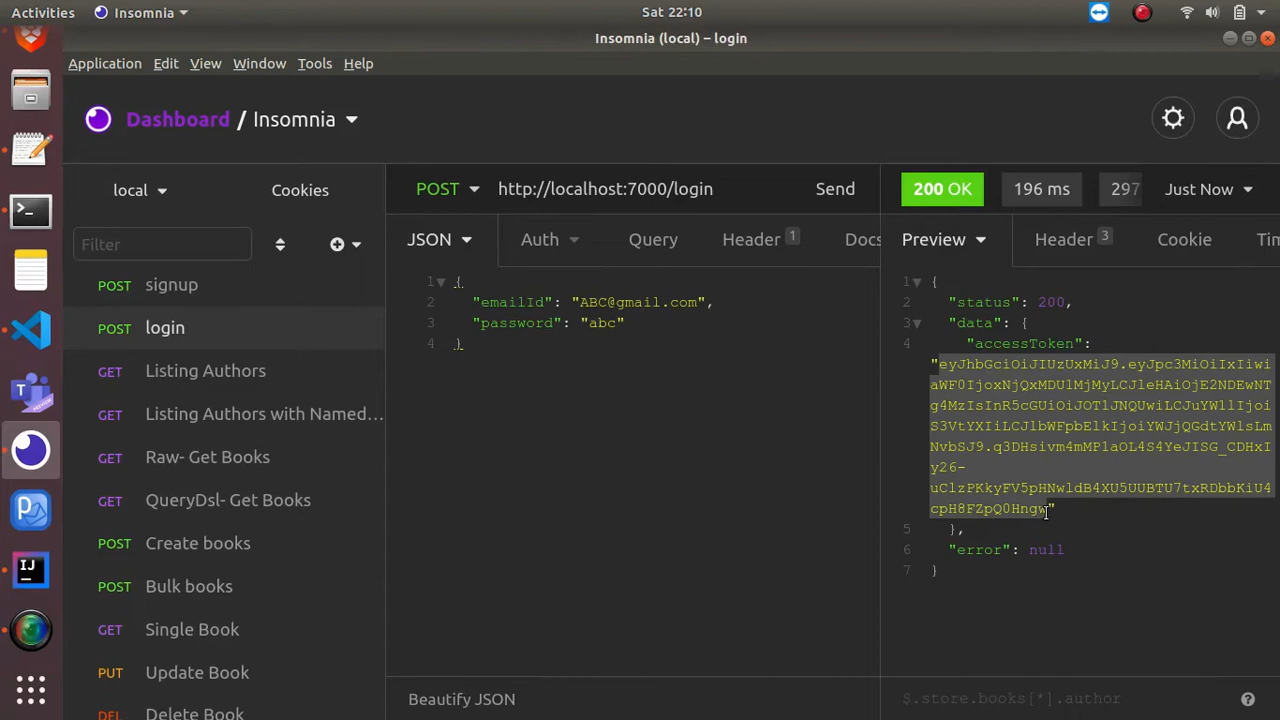 Activities
Insomnia
Sat 22:10
Insomnia (local) – login
Application Edit View Window Tools Help
Dashboard / Insomnia
local
Cookies
POST
http://localhost:7000/login
Send
200 OK
196 ms
297
Just Now
Filter
JSON
Auth
Query
Header 1
Docs
Preview
Header 3
Cookie
Tim
POST signup
POST login
GET Listing Authors
GET Listing Authors with Named...
GET Raw- Get Books
GET QueryDsl- Get Books
POST Create books
POST Bulk books
GET Single Book
PUT Update Book
DEL Delete Book
1 {
2 "emailId": "ABC@gmail.com",
3 "password": "abc"
4 }
1 {
2 "status": 200,
3 "data": {
4 "accessToken":
"eyJhbGciOiJIUzUxMiJ9.eyJpc3MiOiIxIiwi
aWF0IjoxNjQxMDU1MjMyLCJleHAiOjE2NDEwNT
g4MzIsInR5cGUiOiJOT1JNQUwiLCJuYW1lIjoi
S3VtYXIiLCJlbWFpbElkIjoiYWJjQGdtYWlsLm
NvbSJ9.q3DHsivm4mMPlaOL4S4YeJISG_CDHxI
y26-
uClzPKkyFV5pHNwldB4XU5UUBTU7txRDbbKiU4
cpH8FZpQ0Hngw"
5 },
6 "error": null
7 }
Beautify JSON
$.store.books[*].author